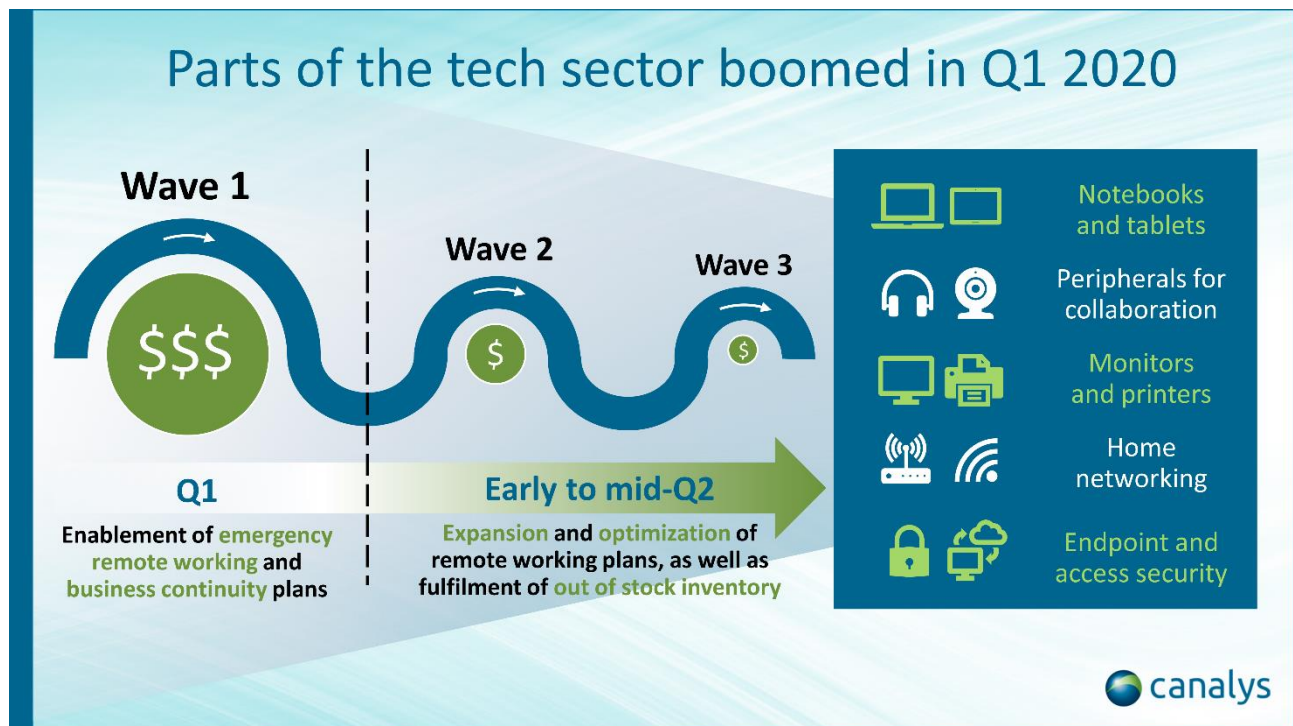 Parts of the tech sector boomed in Q1 2020
Wave 1
$$$
Wave 2
$
Wave 3
$
Q1
Enablement of emergency
remote working and
business continuity plans
Early to mid-Q2
Expansion and optimization of
remote working plans, as well as
fulfilment of out of stock inventory
Notebooks
and tablets
Peripherals for
collaboration
Monitors
and printers
Home
networking
Endpoint and
access security
canalys